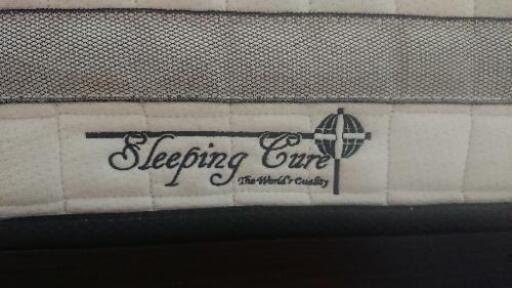 Sleeping Cure
The World's Quality